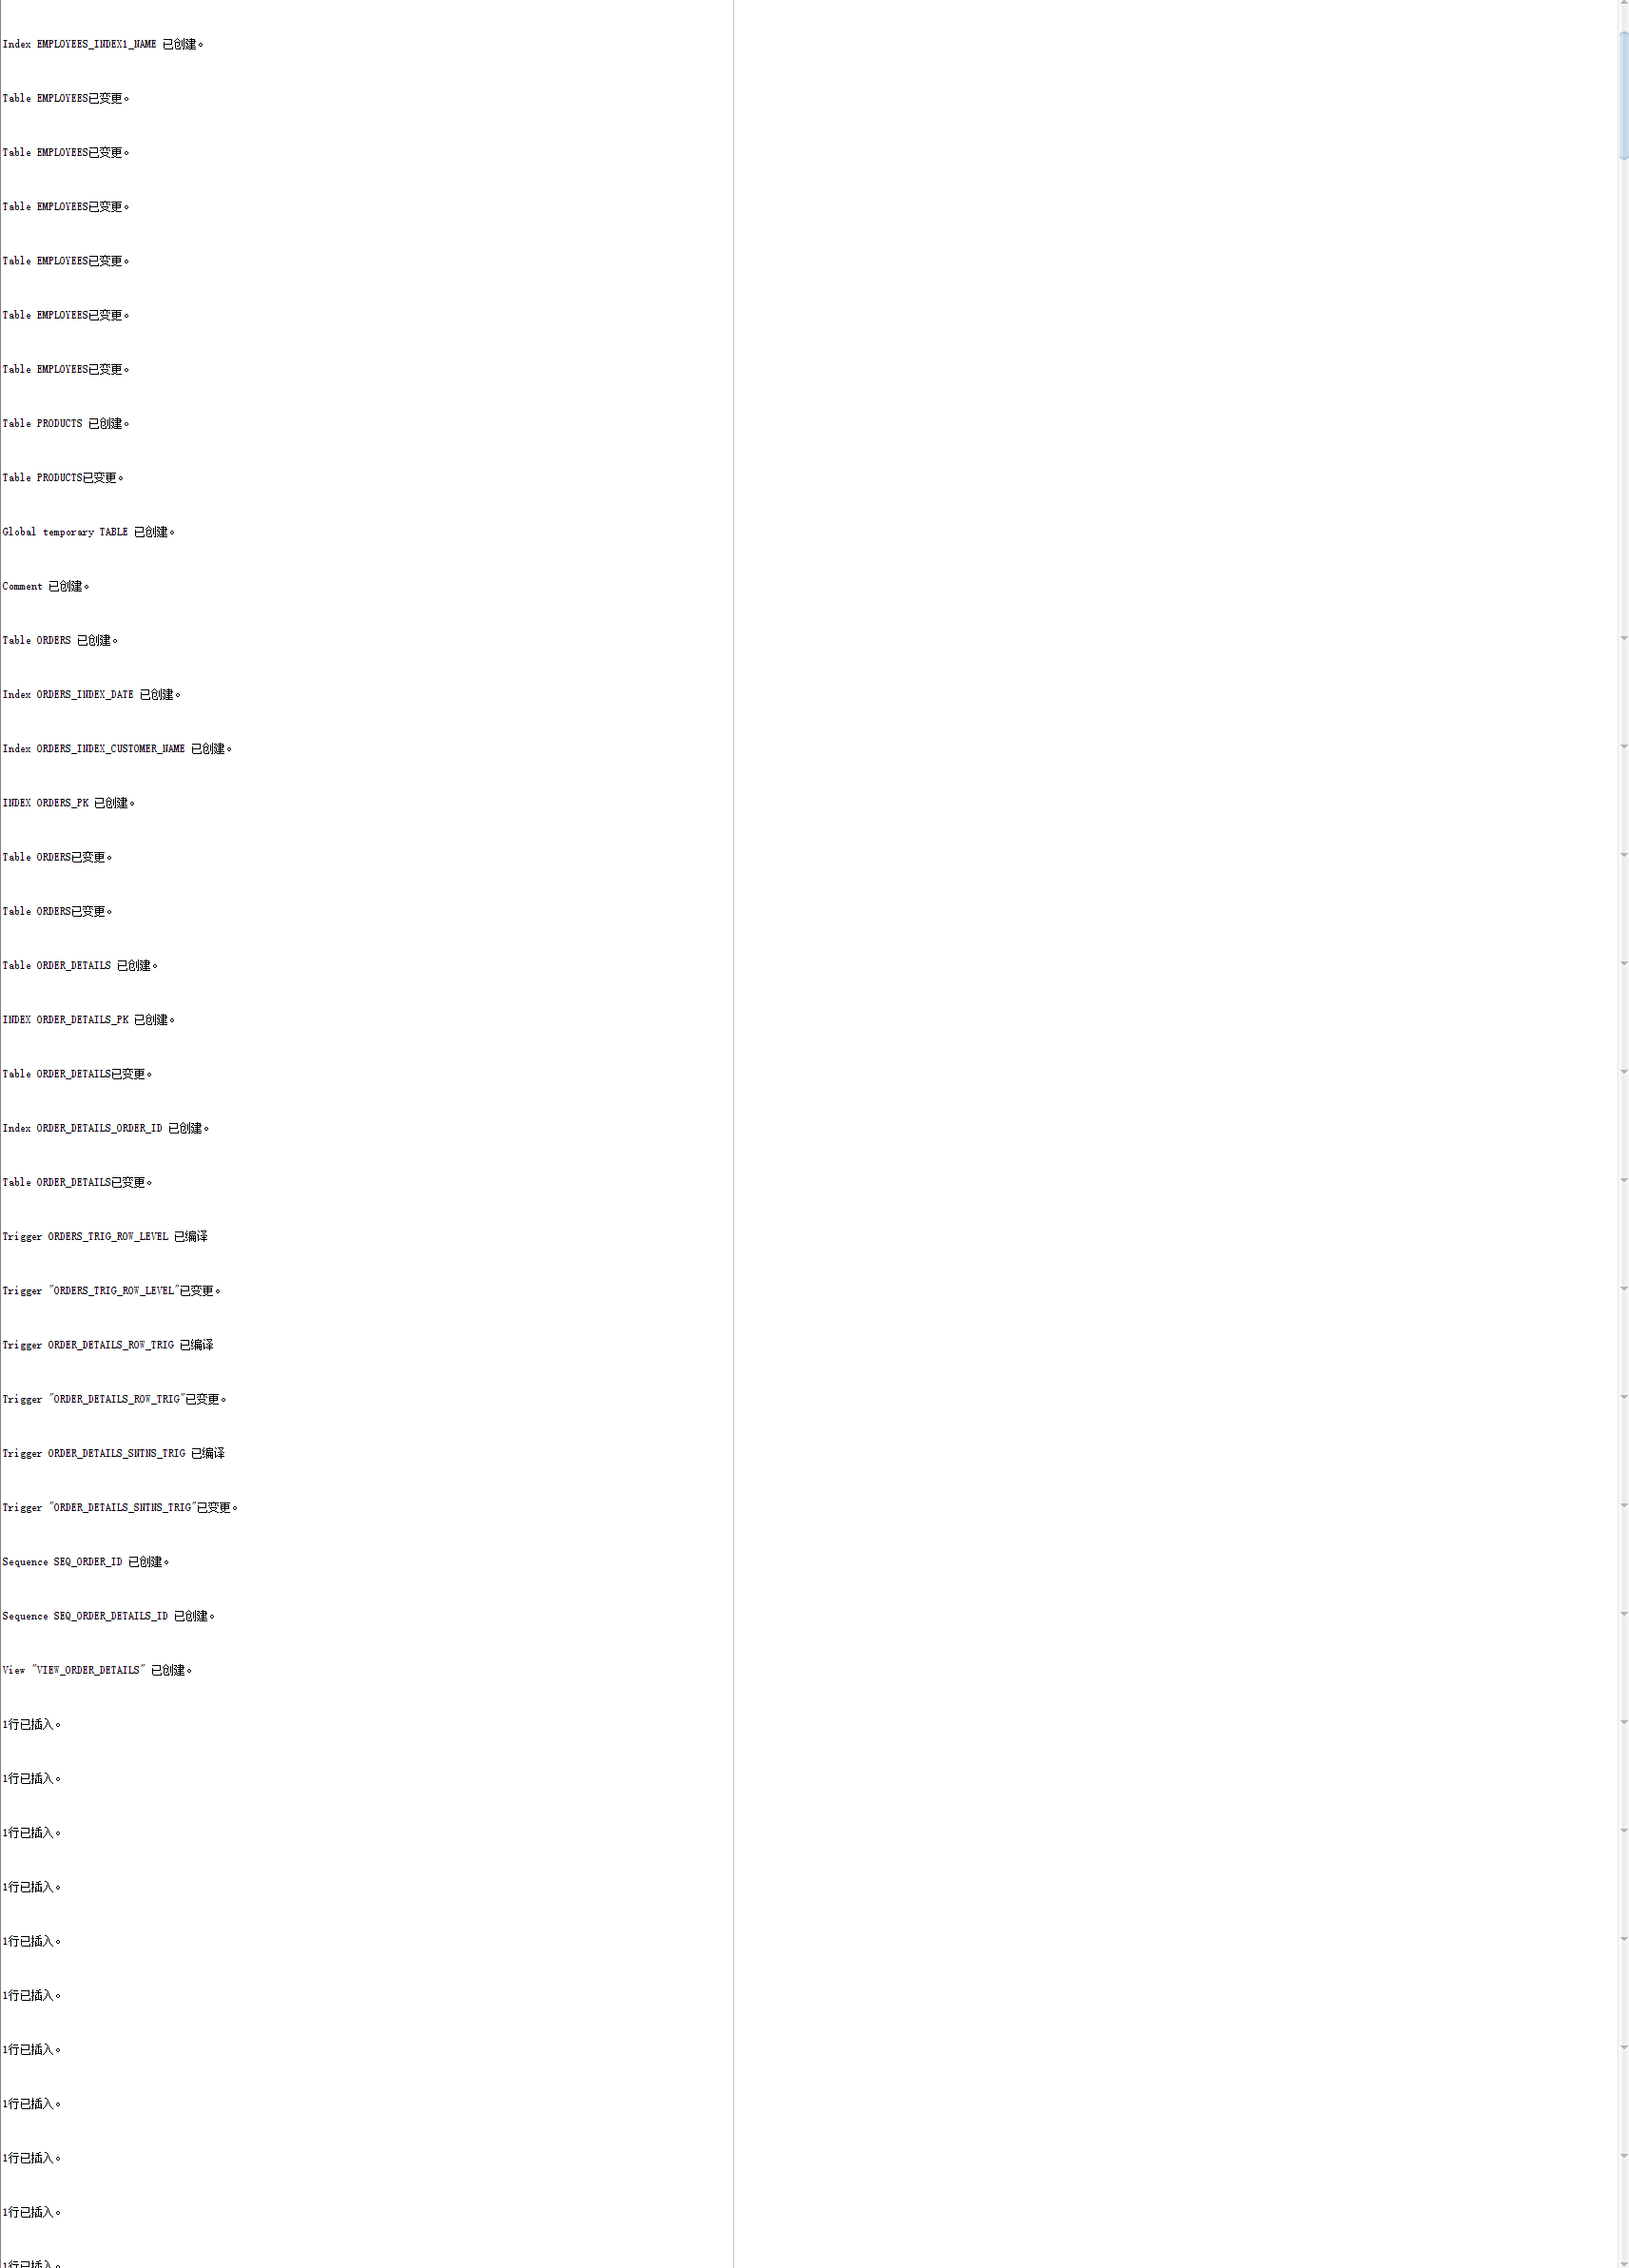 Index EMPLOYEES_INDEX1_NAME 已创建。
Table EMPLOYEES已变更。
Table EMPLOYEES已变更。
Table EMPLOYEES已变更。
Table EMPLOYEES已变更。
Table EMPLOYEES已变更。
Table EMPLOYEES已变更。
Table PRODUCTS 已创建。
Table PRODUCTS已变更。
Global temporary TABLE 已创建。
Comment 已创建。
Table ORDERS 已创建。
Index ORDERS_INDEX_DATE 已创建。
Index ORDERS_INDEX_CUSTOMER_NAME 已创建。
INDEX ORDERS_PK 已创建。
Table ORDERS已变更。
Table ORDERS已变更。
Table ORDER_DETAILS 已创建。
INDEX ORDER_DETAILS_PK 已创建。
Table ORDER_DETAILS已变更。
Index ORDER_DETAILS_ORDER_ID 已创建。
Table ORDER_DETAILS已变更。
Trigger ORDERS_TRIG_ROW_LEVEL 已编译
Trigger "ORDERS_TRIG_ROW_LEVEL"已变更。
Trigger ORDER_DETAILS_ROW_TRIG 已编译
Trigger "ORDER_DETAILS_ROW_TRIG"已变更。
Trigger ORDER_DETAILS_SNTNS_TRIG 已编译
Trigger "ORDER_DETAILS_SNTNS_TRIG"已变更。
Sequence SEQ_ORDER_ID 已创建。
Sequence SEQ_ORDER_DETAILS_ID 已创建。
View "VIEW_ORDER_DETAILS" 已创建。
1行已插入。
1行已插入。
1行已插入。
1行已插入。
1行已插入。
1行已插入。
1行已插入。
1行已插入。
1行已插入。
1行已插入。
1行已插入。